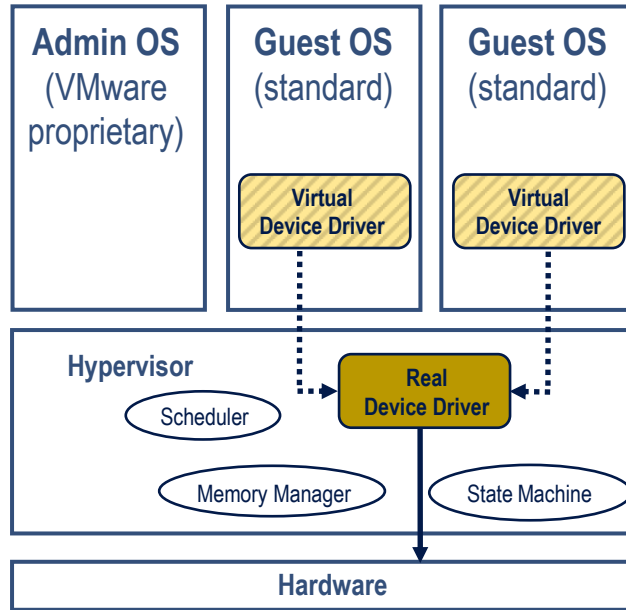 Admin OS
(VMware
proprietary)
Guest OS
(standard)
Guest OS
(standard)
Virtual
Device Driver
Virtual
Device Driver
Hypervisor
Real
Device Driver
Scheduler
Memory Manager
State Machine
Hardware